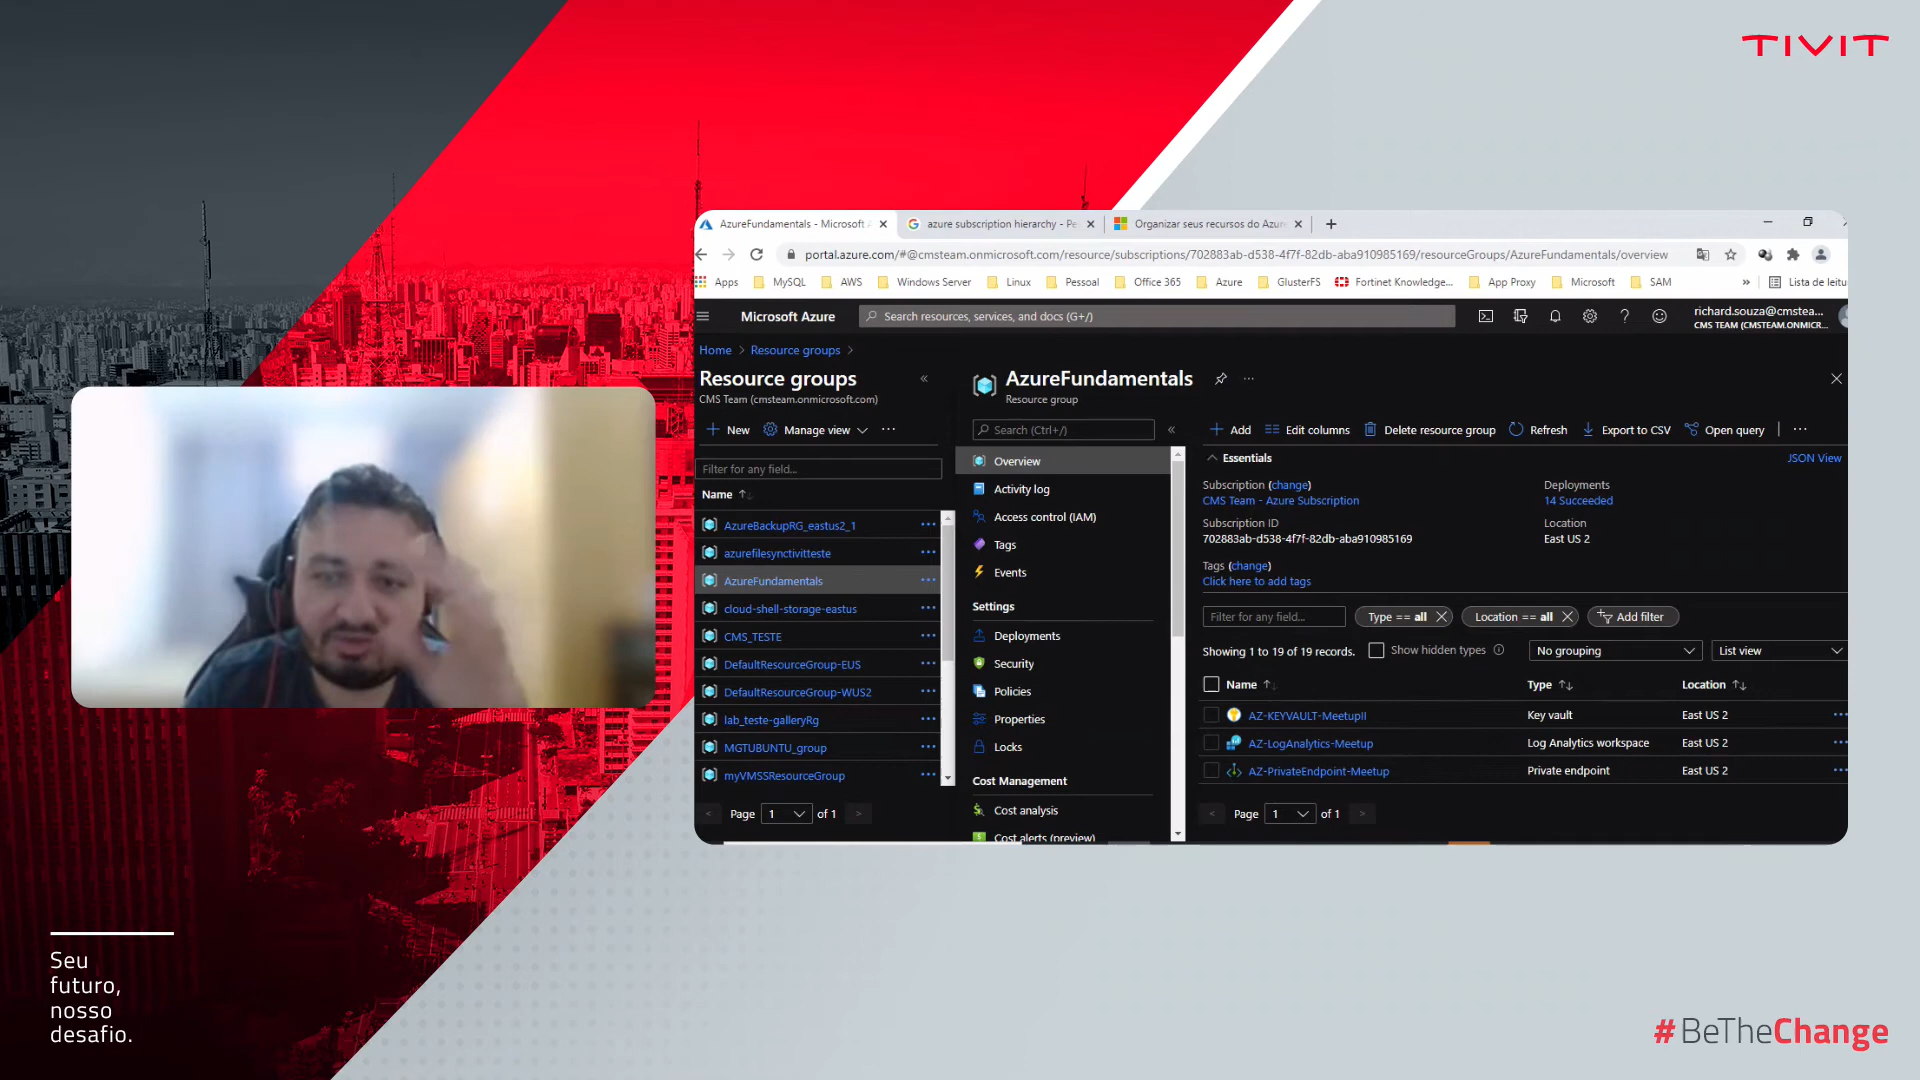 TIVIT
AzureFundamentals - Microsoft A
azure subscription hierarchy - Pe
Organizar seus recursos do Azur
portal.azure.com/#@cmsteam.onmicrosoft.com/resource/subscriptions/702883ab-d538-4f7f-82db-aba910985169/resourceGroups/AzureFundamentals/overview
Apps MySQL AWS Windows Server Linux Pessoal Office 365 Azure GlusterFS Fortinet Knowledge... App Proxy Microsoft SAM » Lista de leitu
Microsoft Azure
Search resources, services, and docs (G+/)
richard.souza@cmstea...
CMS TEAM (CMSTEAM.ONMICR...
Home > Resource groups >
Resource groups
CMS Team (cmsteam.onmicrosoft.com)
+ New Manage view ...
Filter for any field...
Name
AzureBackupRG_eastus2_1
azurefilesynctivitteste
AzureFundamentals
cloud-shell-storage-eastus
CMS_TESTE
DefaultResourceGroup-EUS
DefaultResourceGroup-WUS2
lab_teste-galleryRg
MGTUBUNTU_group
myVMSSResourceGroup
< Page 1 of 1 >
AzureFundamentals
Resource group
Search (Ctrl+/)
Overview
Activity log
Access control (IAM)
Tags
Events
Settings
Deployments
Security
Policies
Properties
Locks
Cost Management
Cost analysis
Cost alerts (preview)
+ Add Edit columns Delete resource group Refresh Export to CSV Open query ...
Essentials
JSON View
Subscription (change)
CMS Team - Azure Subscription
Subscription ID
702883ab-d538-4f7f-82db-aba910985169
Deployments
14 Succeeded
Location
East US 2
Tags (change)
Click here to add tags
Filter for any field... Type == all Location == all Add filter
Showing 1 to 19 of 19 records. Show hidden types No grouping List view
Name Type Location
AZ-KEYVAULT-MeetupII Key vault East US 2
AZ-LogAnalytics-Meetup Log Analytics workspace East US 2
AZ-PrivateEndpoint-Meetup Private endpoint East US 2
< Page 1 of 1 >
Seu
futuro,
nosso
desafio.
#BeTheChange